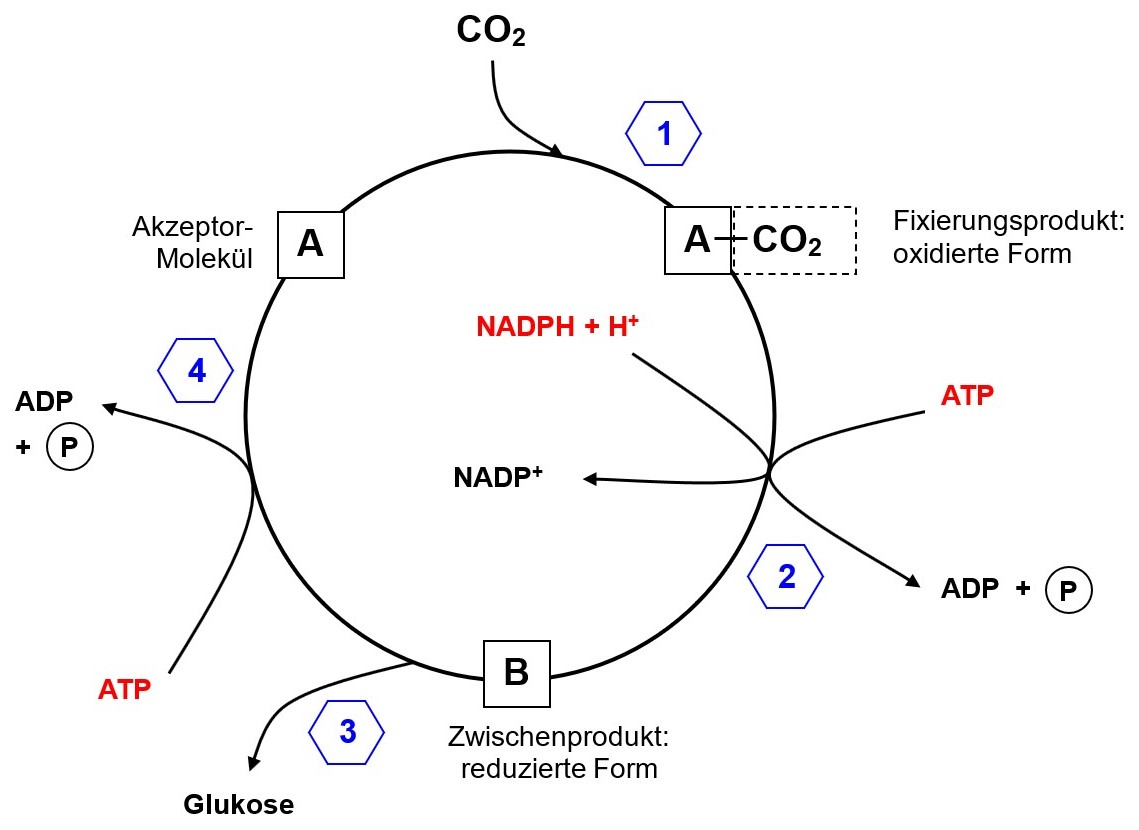 CO₂
1
Akzeptor-
Molekül
A
A–CO₂
Fixierungsprodukt:
oxidierte Form
NADPH + H⁺
4
ATP
ADP
+ P
NADP⁺
2
ADP + P
B
ATP
3
Zwischenprodukt:
reduzierte Form
Glukose